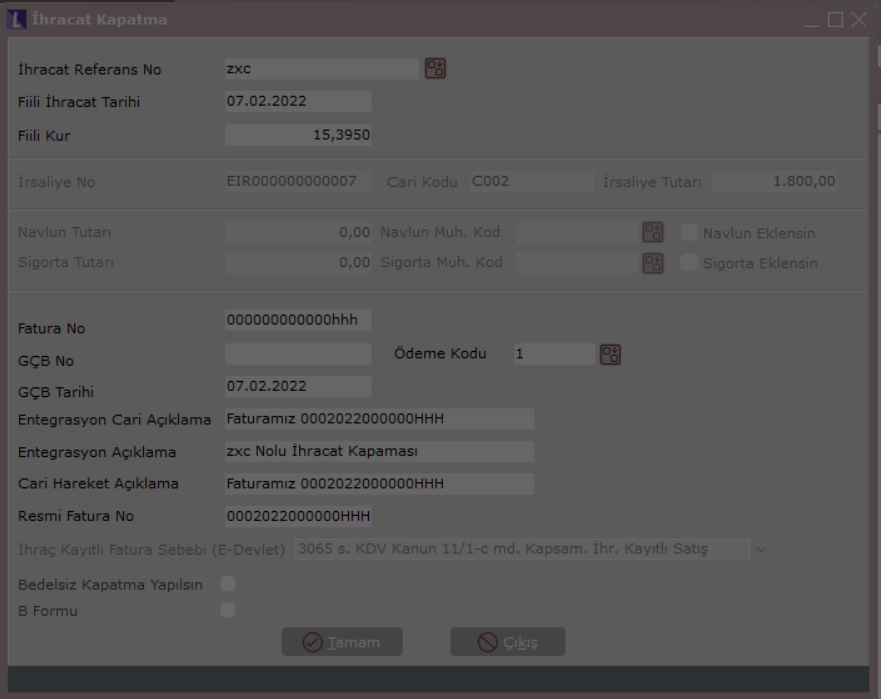 İhracat Kapatma
İhracat Referans No zxc
Fiili İhracat Tarihi 07.02.2022
Fiili Kur 15,3950
İrsaliye No EIR000000000007 Cari Kodu C002 İrsaliye Tutarı 1.800,00
Navlun Tutarı 0,00 Navlun Muh. Kod Navlun Eklensin
Sigorta Tutarı 0,00 Sigorta Muh. Kod Sigorta Eklensin
Fatura No 000000000000hhh
GÇB No Ödeme Kodu 1
GÇB Tarihi 07.02.2022
Entegrasyon Cari Açıklama Faturamız 0002022000000HHH
Entegrasyon Açıklama zxc Nolu İhracat Kapaması
Cari Hareket Açıklama Faturamız 0002022000000HHH
Resmi Fatura No 0002022000000HHH
İhraç Kayıtlı Fatura Sebebi (E-Devlet) 3065 s. KDV Kanun 11/1-c md. Kapsam. İhr. Kayıtlı Satış
Bedelsiz Kapatma Yapılsın
B Formu
Tamam Çıkış